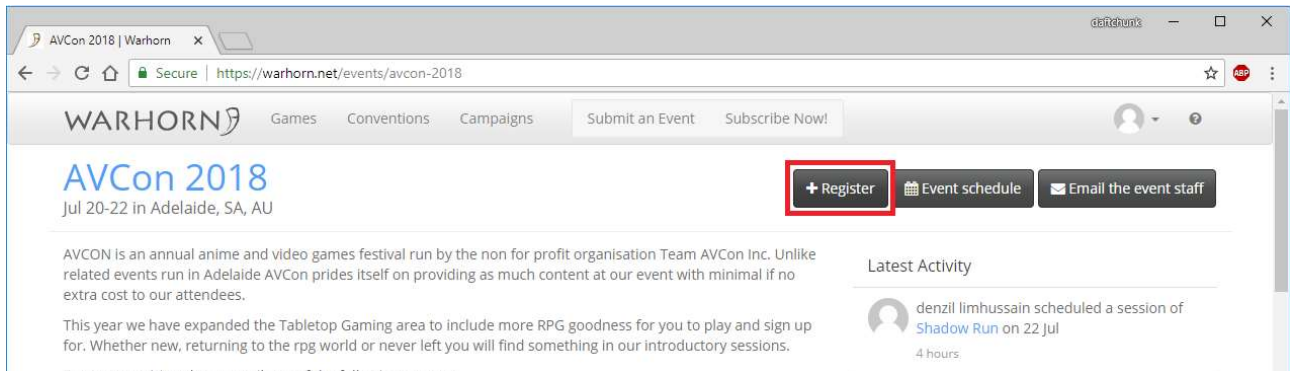 daftchunk
AVCon 2018 | Warhorn
Secure | https://warhorn.net/events/avcon-2018
ABP
WARHORN Games Conventions Campaigns Submit an Event Subscribe Now!
AVCon 2018
Jul 20-22 in Adelaide, SA, AU
+ Register Event schedule Email the event staff
AVCON is an annual anime and video games festival run by the non for profit organisation Team AVCon Inc. Unlike
related events run in Adelaide AVCon prides itself on providing as much content at our event with minimal if no
extra cost to our attendees.
This year we have expanded the Tabletop Gaming area to include more RPG goodness for you to play and sign up
for. Whether new, returning to the rpg world or never left you will find something in our introductory sessions.
Latest Activity
denzil limhussain scheduled a session of
Shadow Run on 22 Jul
4 hours